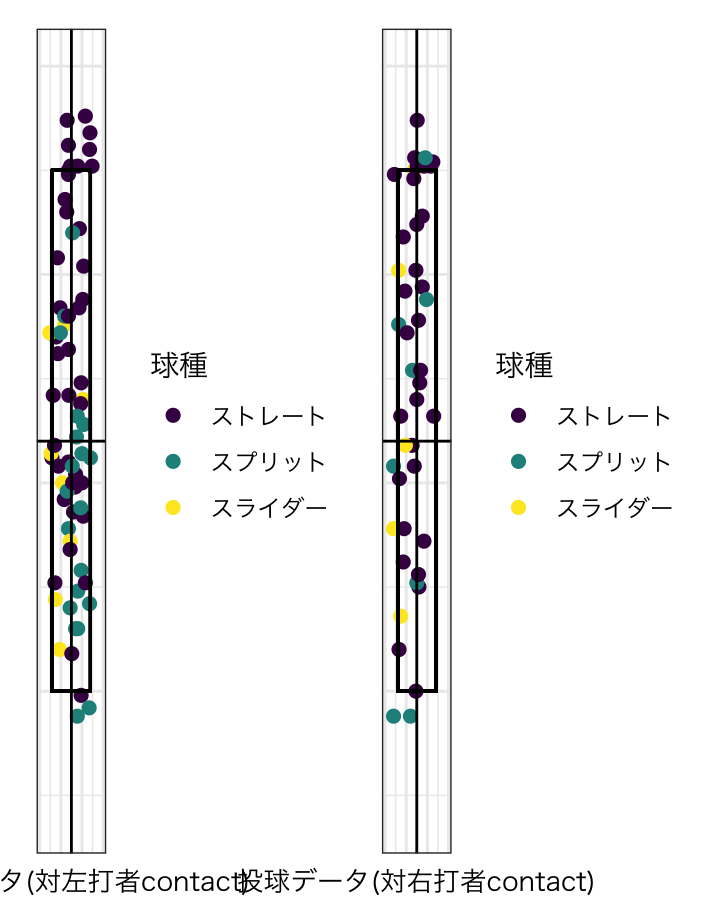 球種
ストレート
スプリット
スライダー
球種
ストレート
スプリット
スライダー
タ(対左打者contact)
投球データ(対右打者contact)